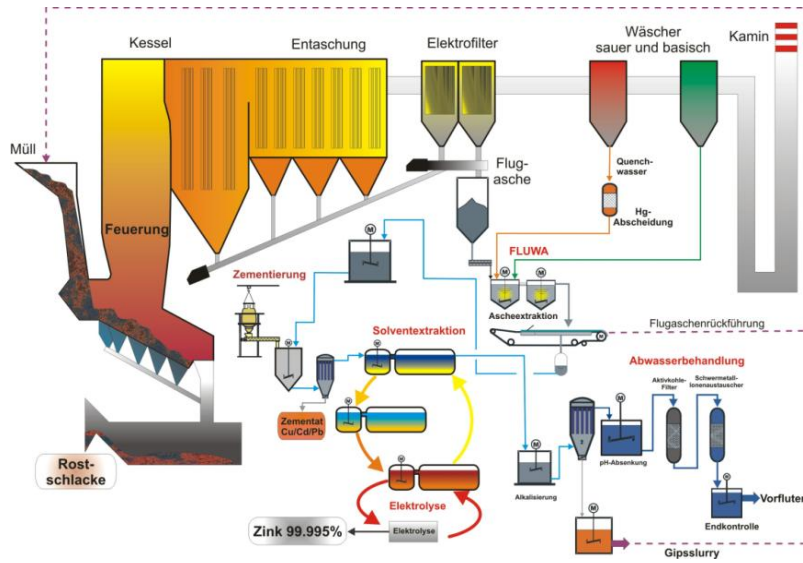 Kessel
Entaschung
Elektrofilter
Wäscher
sauer und basisch
Kamin
Müll
Feuerung
Flug-
asche
Quench-
wasser
Hg-
Abscheidung
FLUWA
M
M
M
Ascheextraktion
Zementierung
M
Flugaschenrückführung
M
Solventextraktion
M
Abwasserbehandlung
Aktivkohle-
Filter
Schwermetall-
Ionenaustauscher
Zementat
Cu/Cd/Pb
M
M
M
pH-Absenkung
Rost-
schlacke
M
Alkalisierung
M
Elektrolyse
Elektrolyse
Zink 99.995%
M
Endkontrolle
Vorfluter
M
Gipsslurry